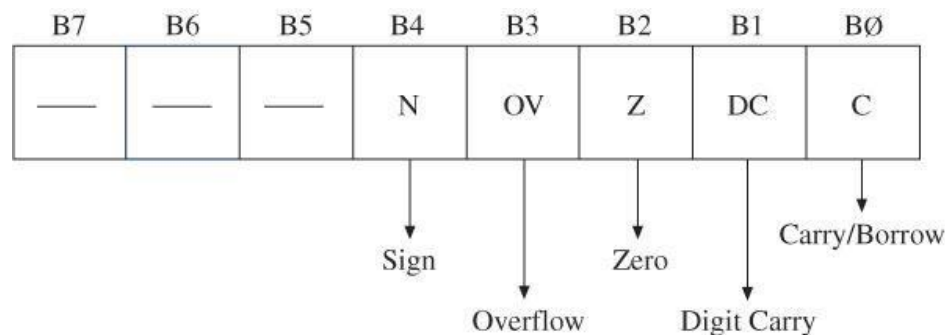 B7 B6 B5 B4 B3 B2 B1 BØ
— — — N OV Z DC C
Carry/Borrow
Sign Zero
Overflow Digit Carry